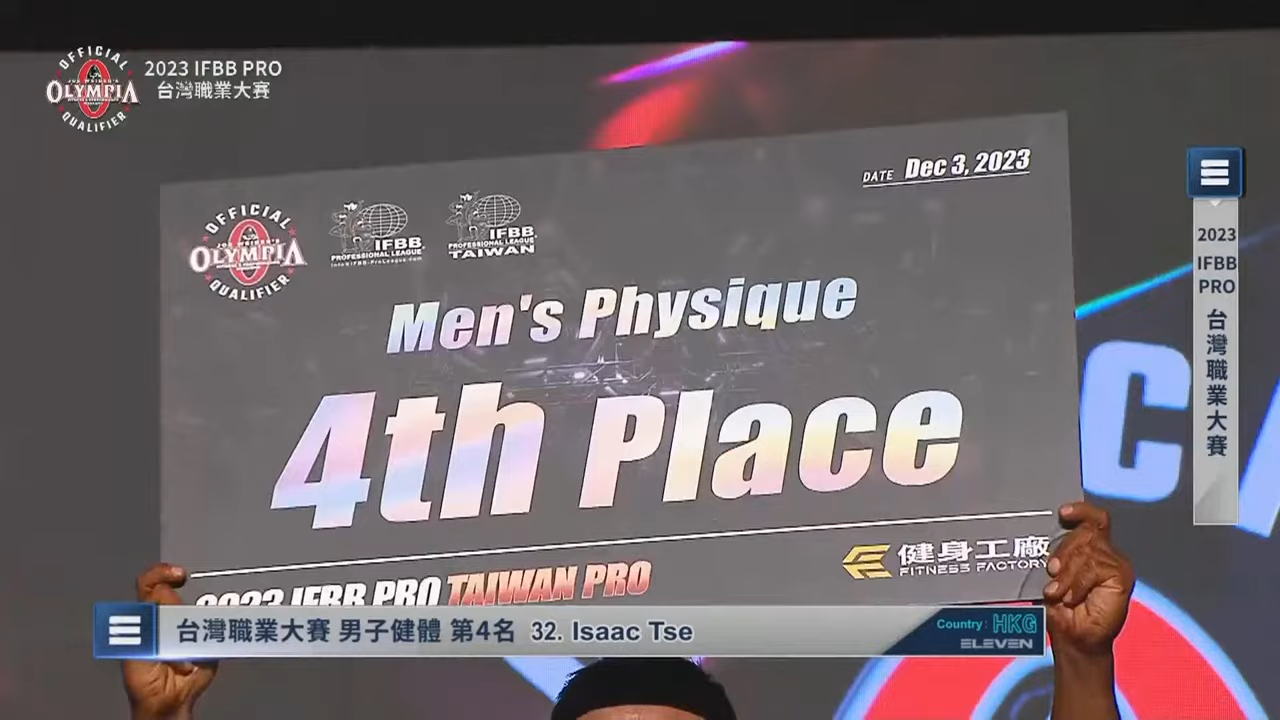 OFFICIAL
OLYMPIA
QUALIFIER
2023 IFBB PRO
台灣職業大賽
DATE Dec 3, 2023
OFFICIAL
JOE WEIDER'S
OLYMPIA
QUALIFIER
IFBB
PROFESSIONAL LEAGUE
IFBB
PROFESSIONAL LEAGUE
TAIWAN
Men's Physique
4th Place
健身工廠
FITNESS FACTORY
2023 IFBB PRO TAIWAN PRO
台灣職業大賽 男子健體 第4名 32. Isaac Tse
Country: HKG
ELEVEN
2023
IFBB
PRO
台灣職業大賽
C